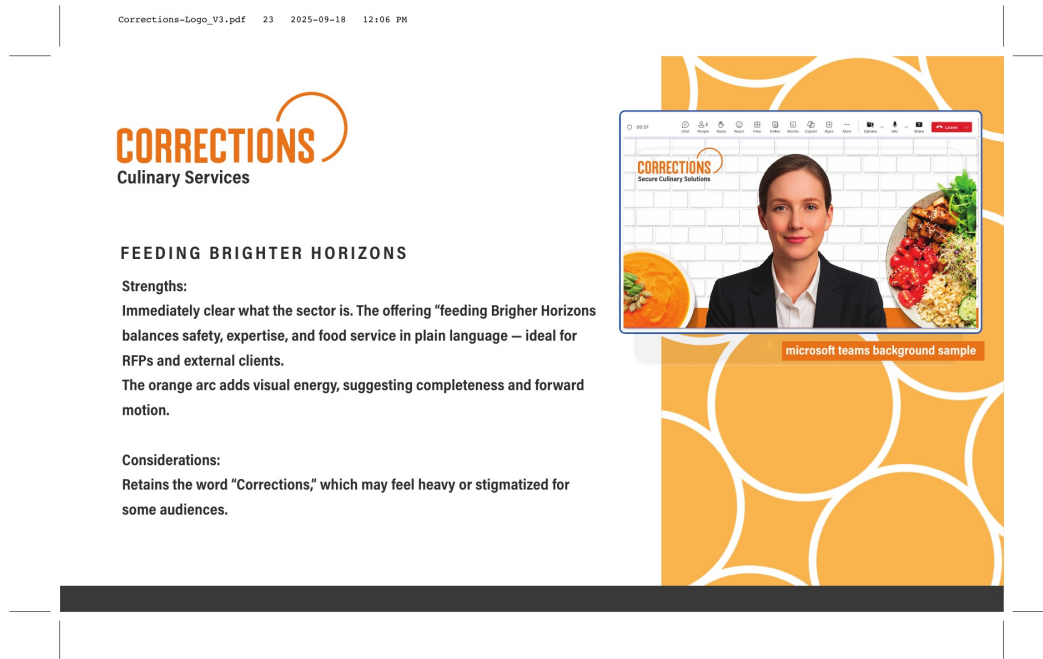 Corrections-Logo_V3.pdf 23 2025-09-18 12:06 PM
CORRECTIONS
Culinary Services
FEEDING BRIGHTER HORIZONS
Strengths:
Immediately clear what the sector is. The offering “feeding Brigher Horizons
balances safety, expertise, and food service in plain language — ideal for
RFPs and external clients.
The orange arc adds visual energy, suggesting completeness and forward
motion.
Considerations:
Retains the word “Corrections,” which may feel heavy or stigmatized for
some audiences.
05:37 Chat People 2 Raise React View Notes Rooms Copilot Apps More Camera Mic Share Leave
CORRECTIONS
Secure Culinary Solutions
microsoft teams background sample